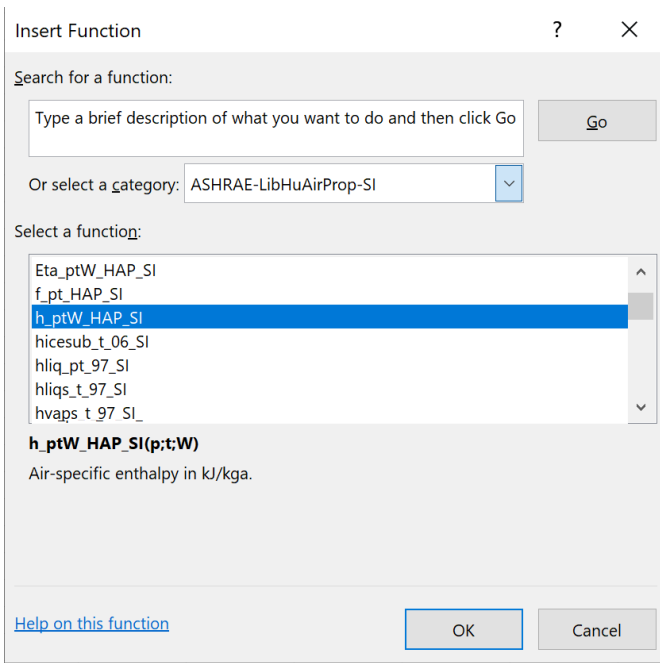 Insert Function
?
Search for a function:
Type a brief description of what you want to do and then click Go
Go
Or select a category: ASHRAE-LibHuAirProp-SI
Select a function:
Eta_ptW_HAP_SI
f_pt_HAP_SI
h_ptW_HAP_SI
hicesub_t_06_SI
hliq_pt_97_SI
hliqs_t_97_SI
hvaps_t_97_SI_
h_ptW_HAP_SI(p;t;W)
Air-specific enthalpy in kJ/kga.
Help on this function
OK
Cancel